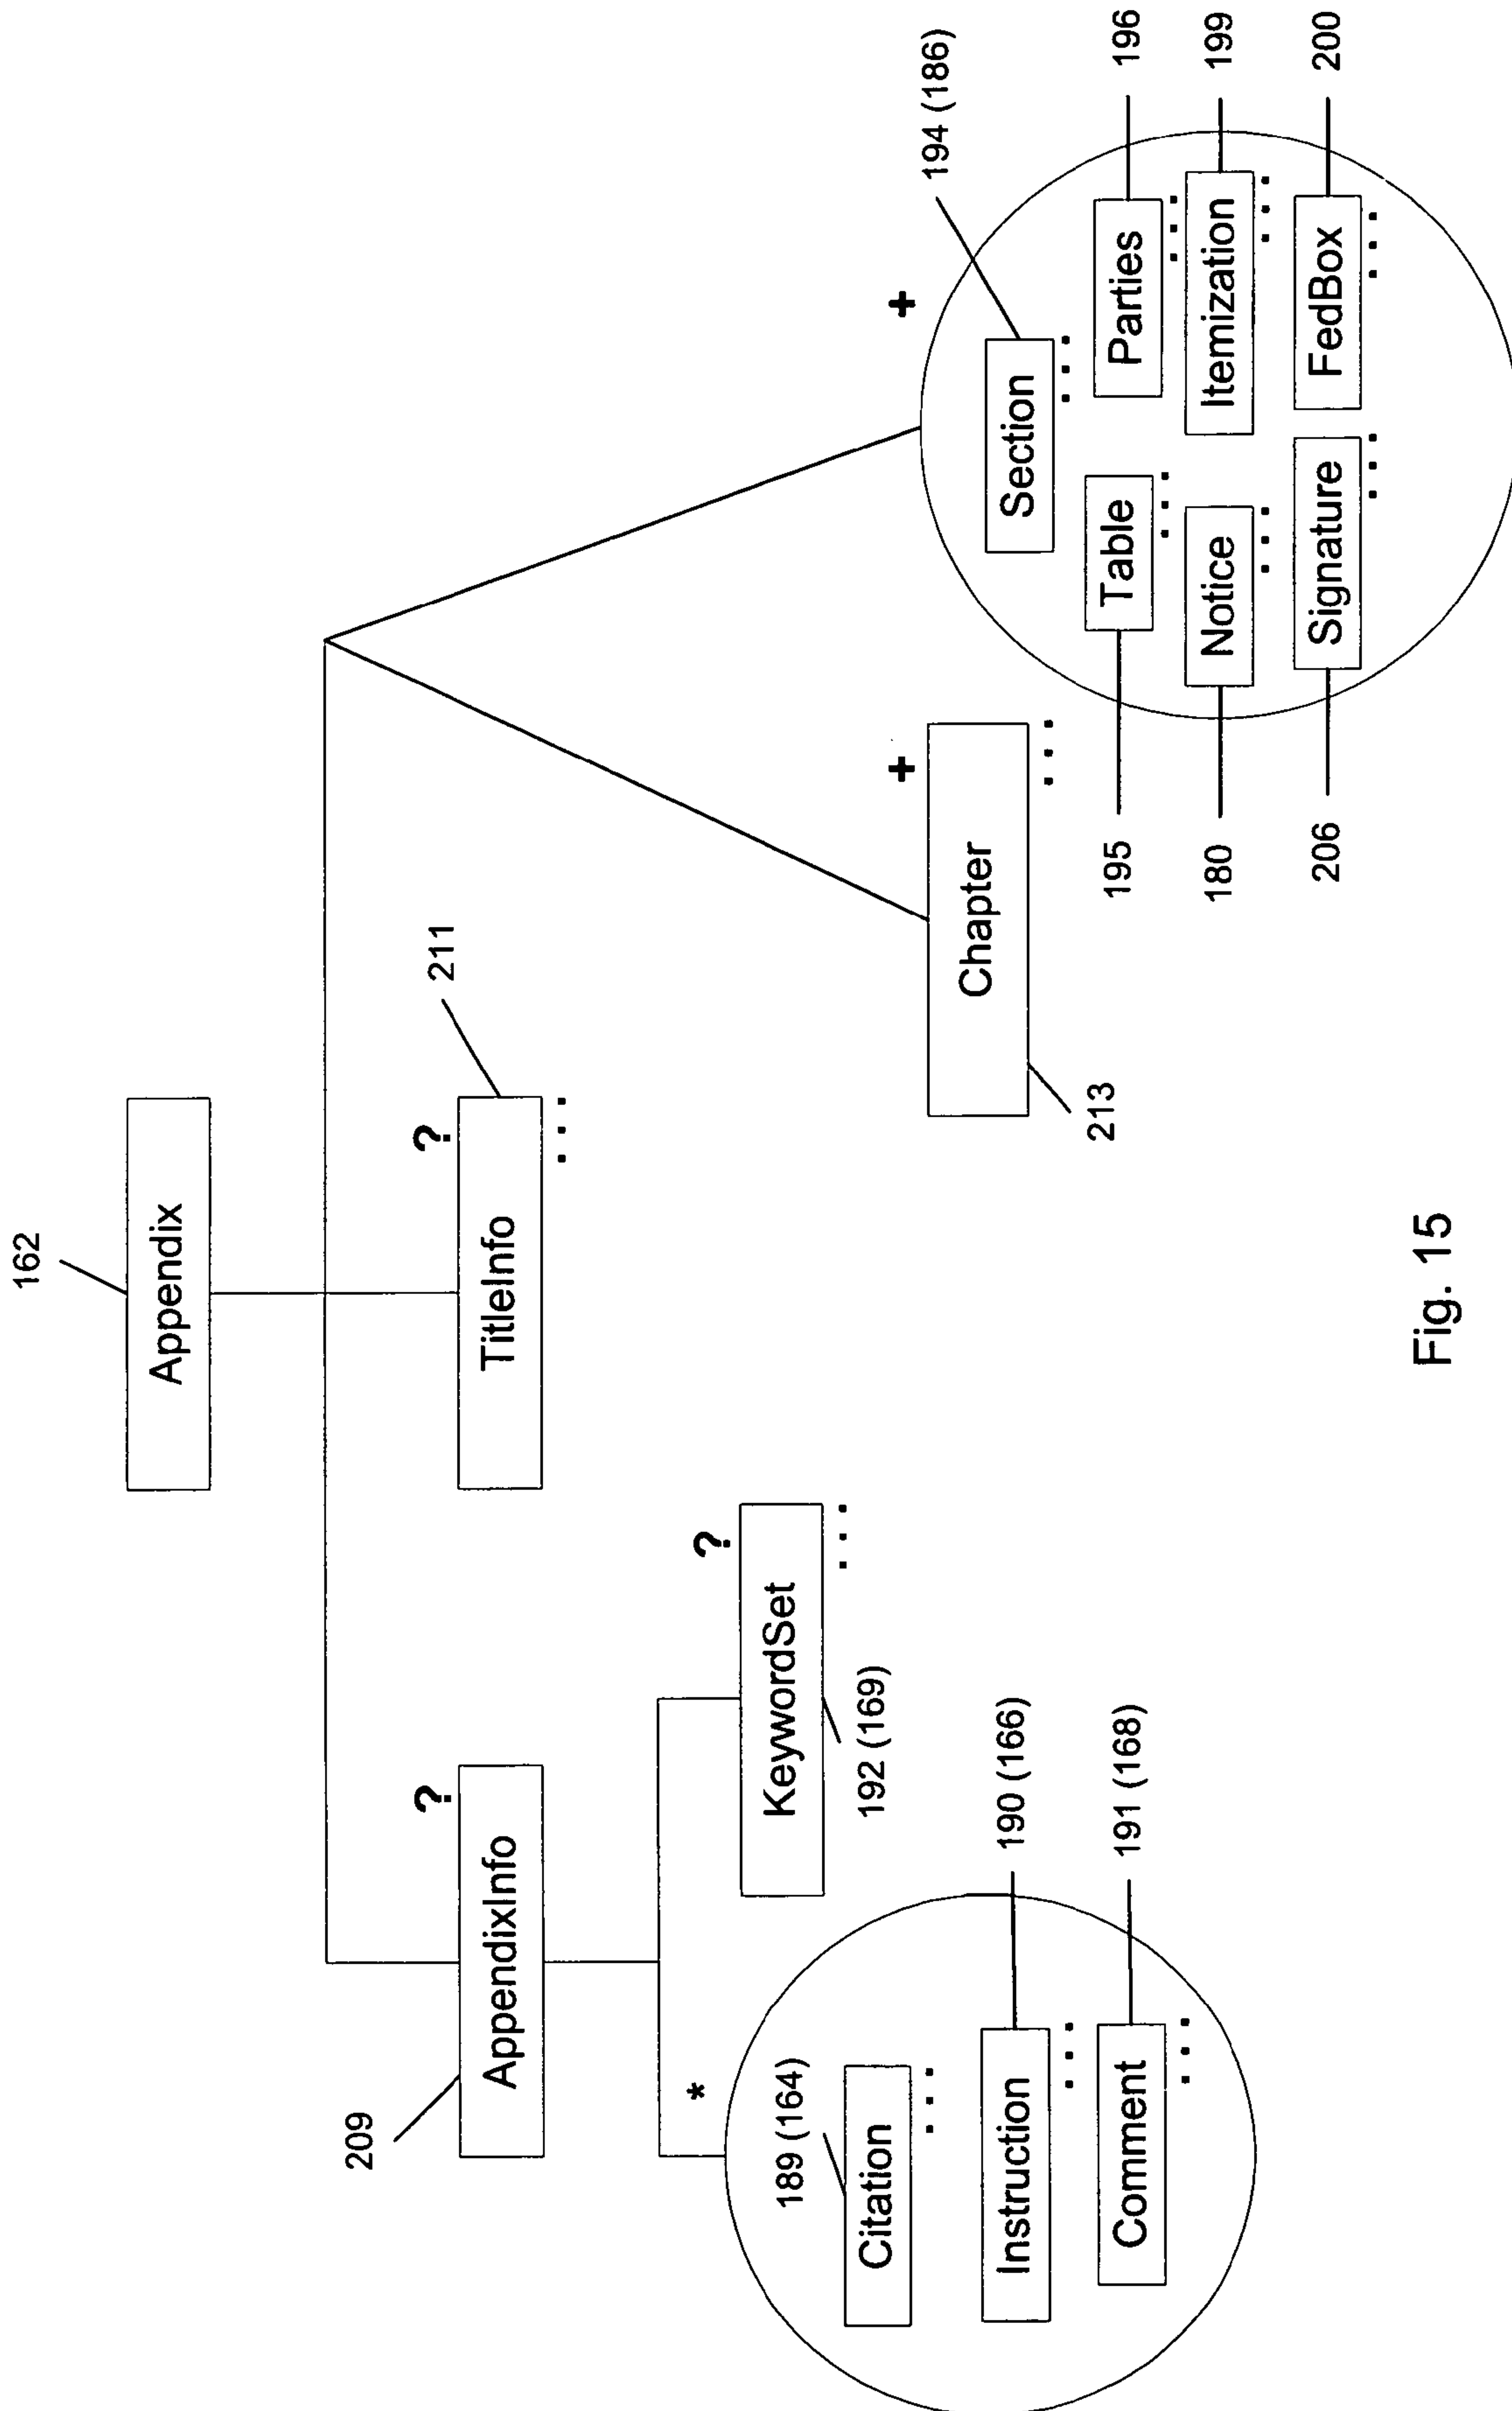 162
Appendix
209
AppendixInfo
?
TitleInfo
?
211
*
KeywordSet
?
192 (169)
189 (164)
Citation
. . .
Instruction
. . .
190 (166)
Comment
. . .
191 (168)
Chapter
+
. . .
213
+
Section
. . .
194 (186)
195
Table
. . .
Parties
. . .
196
180
Notice
. . .
Itemization
. . .
199
206
Signature
. . .
FedBox
. . .
200
Fig. 15